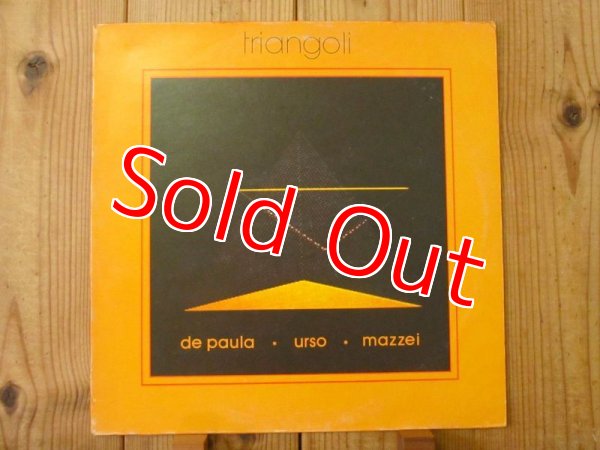 triangoli
Sold Out
de paula • urso • mazzei